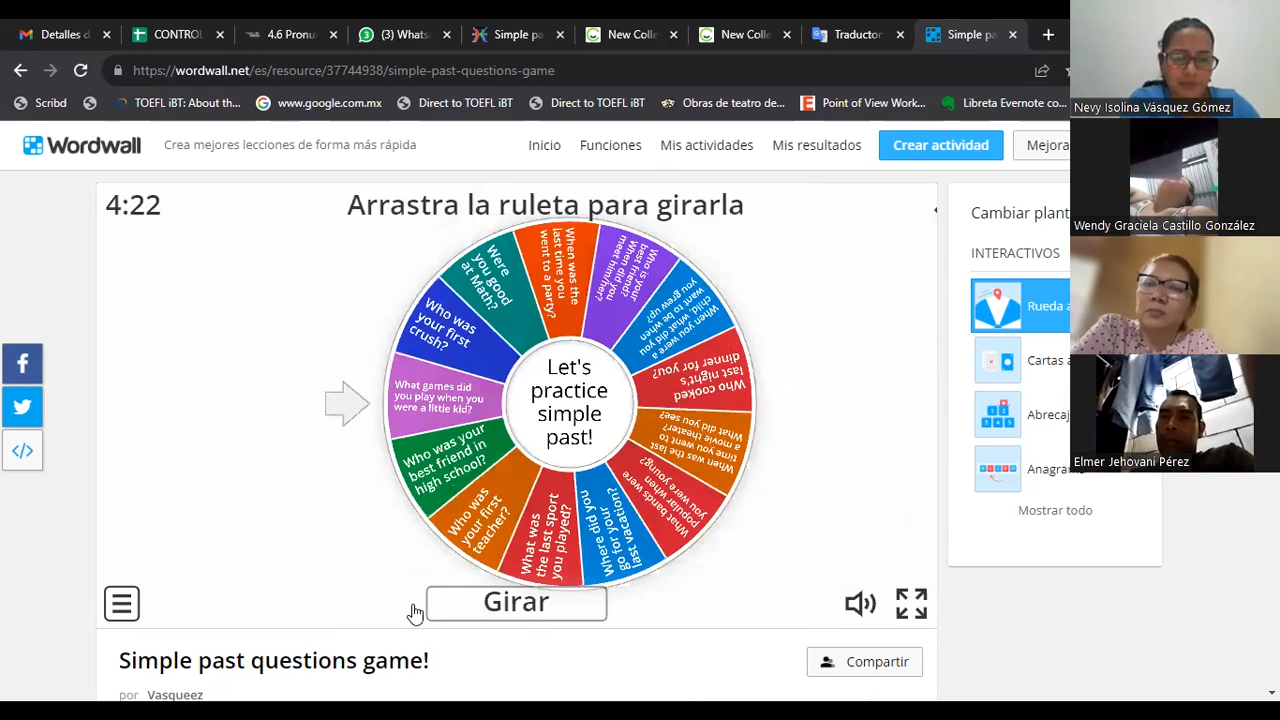 Detalles d
CONTROL
4.6 Pronu
(3) Whats
Simple pa
New Colle
New Colle
Traductor
Simple pa
https://wordwall.net/es/resource/37744938/simple-past-questions-game
Scribd
TOEFL iBT: About th...
www.google.com.mx
Direct to TOEFL iBT
Direct to TOEFL iBT
Obras de teatro de...
Point of View Work...
Libreta Evernote co...
Wordwall
Crea mejores lecciones de forma más rápida
Inicio
Funciones
Mis actividades
Mis resultados
Crear actividad
Mejora
4:22
Arrastra la ruleta para girarla
When was the
last time you
went to a party?
Who is your
best friend?
When did you
meet him/her?
When you were a
child, what did you
want to be when
you grew up?
Who cooked
last night's
dinner for you?
When was the last
time you went to
a movie theater?
What did you see?
What bands were
popular when
you were young?
Where did you
go for your
last vacation?
What was
the last sport
you played?
Who was
your first
teacher?
Who was your
best friend in
high school?
What games did
you play when you
were a little kid?
Who was
your first
crush?
Were
you good
at Math?
Let's
practice
simple
past!
Girar
Simple past questions game!
por Vasqueez
Compartir
Cambiar plant
INTERACTIVOS
Rueda a
Cartas a
Abrecaj
Anagram
Mostrar todo
Nevy Isolina Vásquez Gómez
Wendy Graciela Castillo González
Elmer Jehovani Pérez